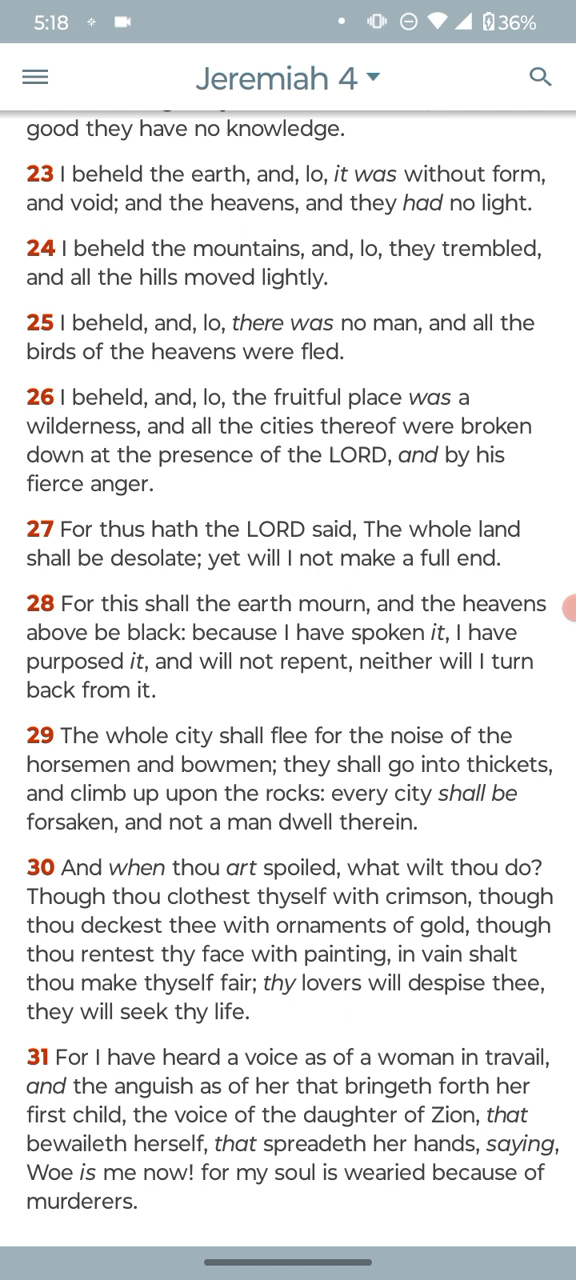 5:18
36%
Jeremiah 4
good they have no knowledge.
23 I beheld the earth, and, lo, it was without form,
and void; and the heavens, and they had no light.
24 I beheld the mountains, and, lo, they trembled,
and all the hills moved lightly.
25 I beheld, and, lo, there was no man, and all the
birds of the heavens were fled.
26 I beheld, and, lo, the fruitful place was a
wilderness, and all the cities thereof were broken
down at the presence of the LORD, and by his
fierce anger.
27 For thus hath the LORD said, The whole land
shall be desolate; yet will I not make a full end.
28 For this shall the earth mourn, and the heavens
above be black: because I have spoken it, I have
purposed it, and will not repent, neither will I turn
back from it.
29 The whole city shall flee for the noise of the
horsemen and bowmen; they shall go into thickets,
and climb up upon the rocks: every city shall be
forsaken, and not a man dwell therein.
30 And when thou art spoiled, what wilt thou do?
Though thou clothest thyself with crimson, though
thou deckest thee with ornaments of gold, though
thou rentest thy face with painting, in vain shalt
thou make thyself fair; thy lovers will despise thee,
they will seek thy life.
31 For I have heard a voice as of a woman in travail,
and the anguish as of her that bringeth forth her
first child, the voice of the daughter of Zion, that
bewaileth herself, that spreadeth her hands, saying,
Woe is me now! for my soul is wearied because of
murderers.